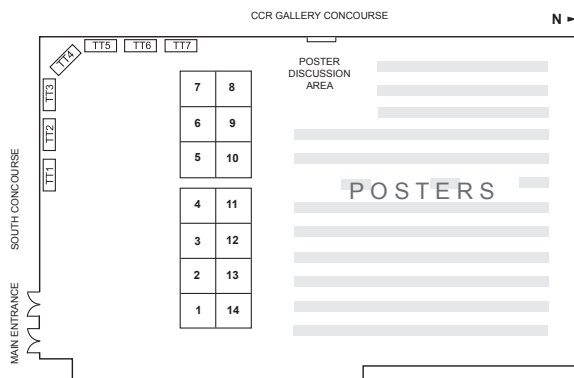 CCR GALLERY CONCOURSE
N
TT5 TT6 TT7
TT4
TT3
TT2
TT1
POSTER
DISCUSSION
AREA
7 8
6 9
5 10
4 11
3 12
2 13
1 14
POSTERS
SOUTH CONCOURSE
MAIN ENTRANCE